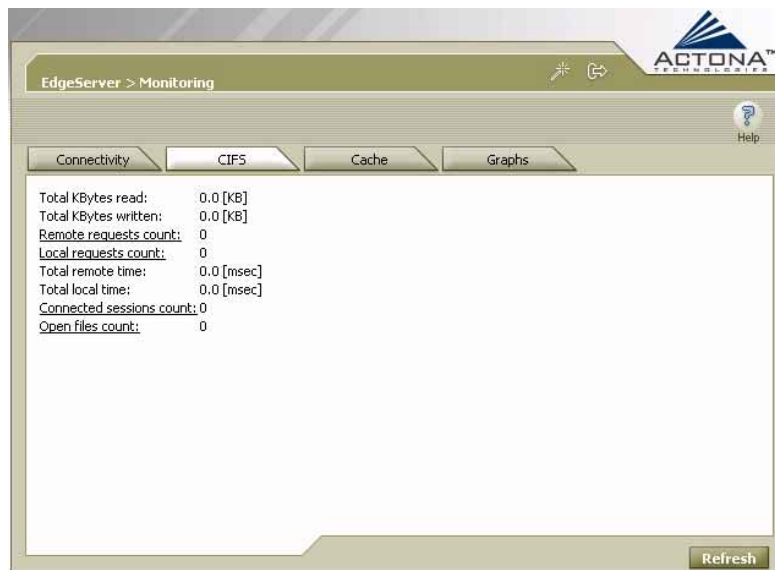 ACTONA™
TECHNOLOGIES
EdgeServer > Monitoring
Help
Connectivity CIFS Cache Graphs
Total KBytes read: 0.0 [KB]
Total KBytes written: 0.0 [KB]
Remote requests count: 0
Local requests count: 0
Total remote time: 0.0 [msec]
Total local time: 0.0 [msec]
Connected sessions count: 0
Open files count: 0
Refresh